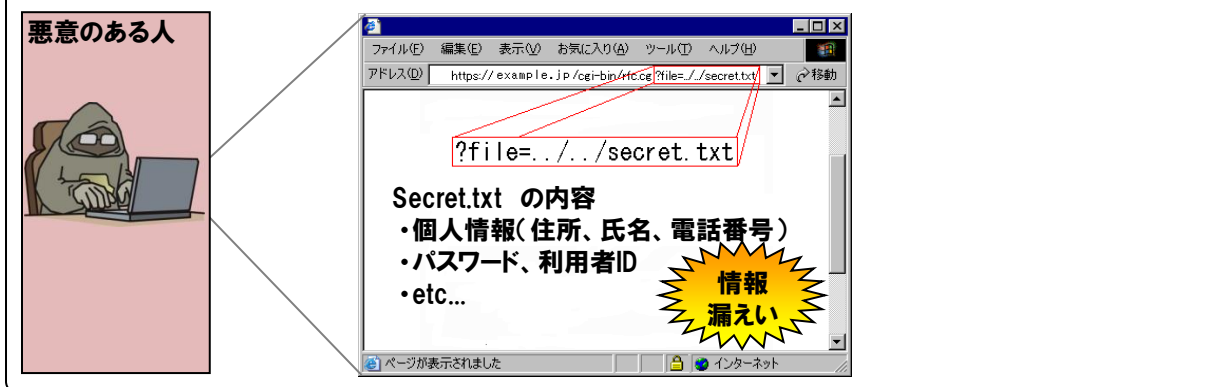 悪意のある人
ファイル(F) 編集(E) 表示(V) お気に入り(A) ツール(T) ヘルプ(H)
アドレス(D) https://example.jp/cgi-bin/rfc.cg?file=../../secret.txt 移動
?file=../../secret.txt
Secret.txt の内容
・個人情報(住所、氏名、電話番号)
・パスワード、利用者ID
・etc...
情報
漏えい
ページが表示されました インターネット